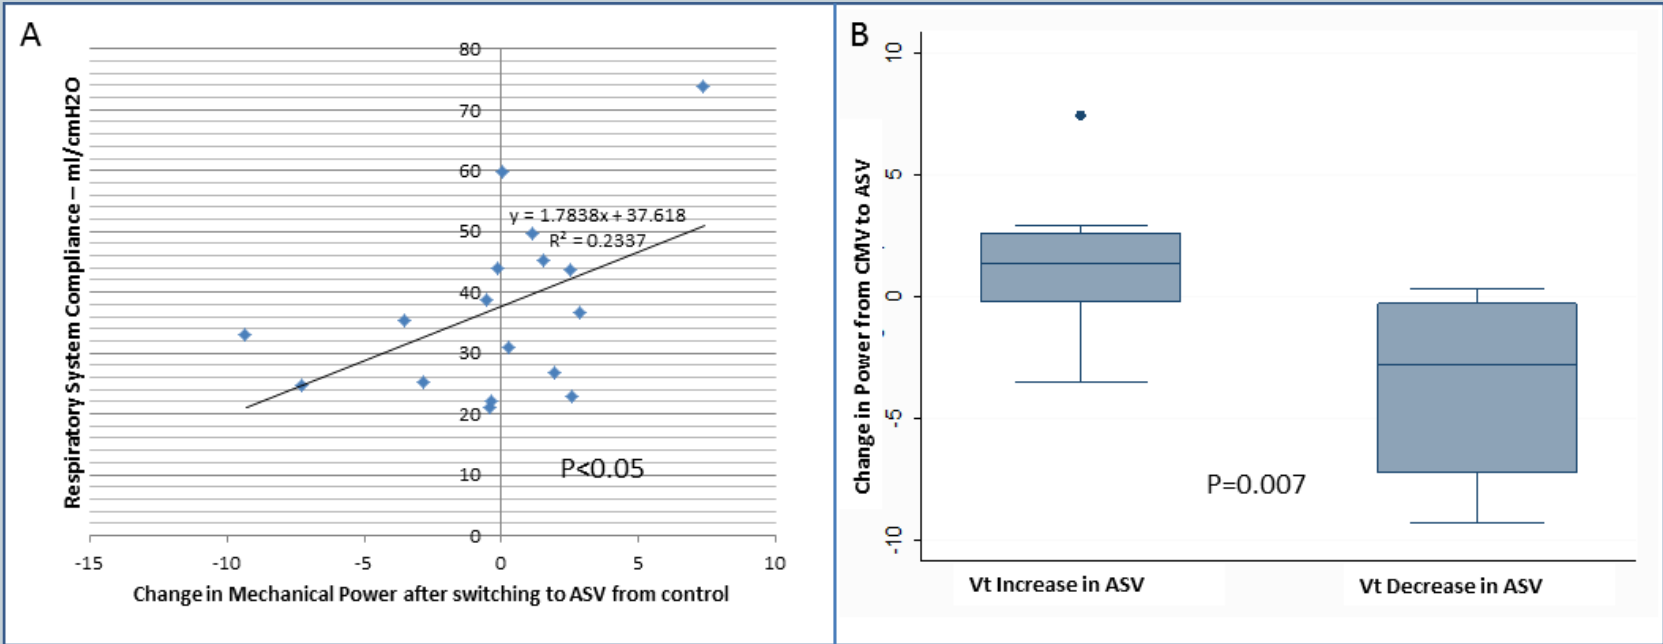 A
Respiratory System Compliance – ml/cmH2O
80
70
60
50
40
30
20
10
0
y = 1.7838x + 37.618
R² = 0.2337
P<0.05
-15
-10
-5
0
5
10
Change in Mechanical Power after switching to ASV from control
B
Change in Power from CMV to ASV
10
5
0
-5
-10
P=0.007
Vt Increase in ASV
Vt Decrease in ASV